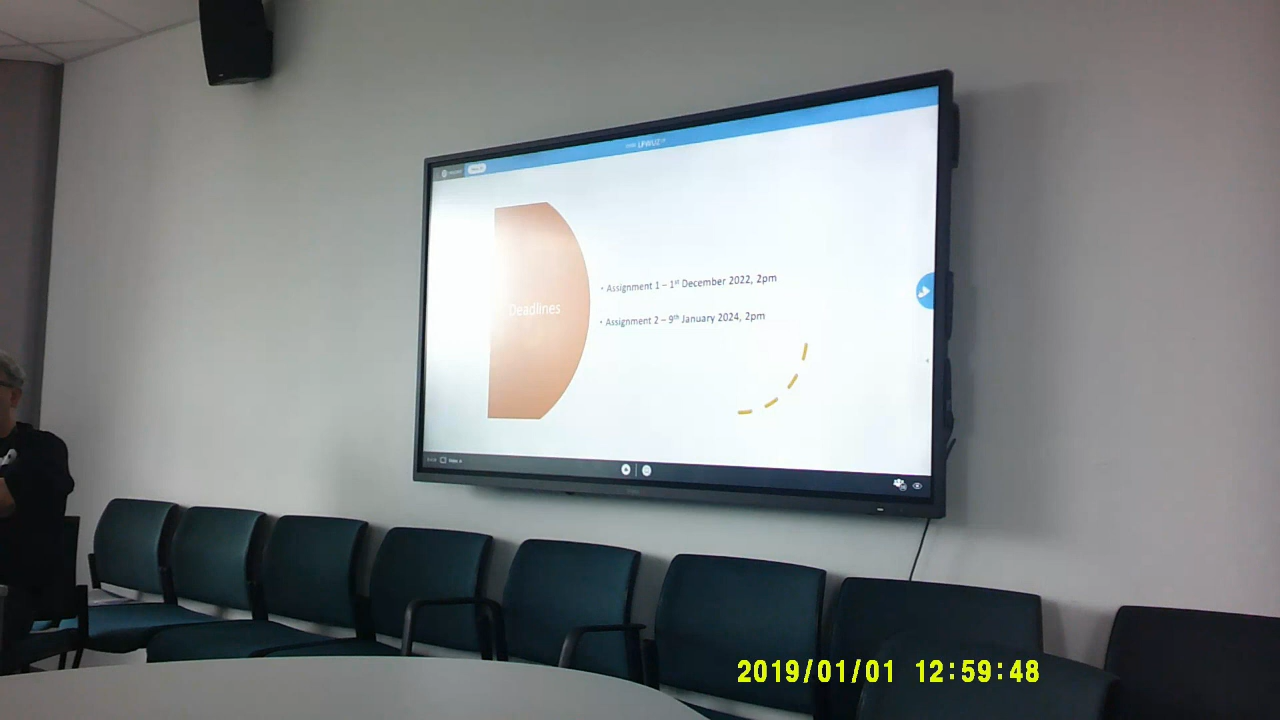 LFWUZ
Deadlines
• Assignment 1 – 1st December 2022, 2pm
• Assignment 2 – 9th January 2024, 2pm
2019/01/01 12:59:48